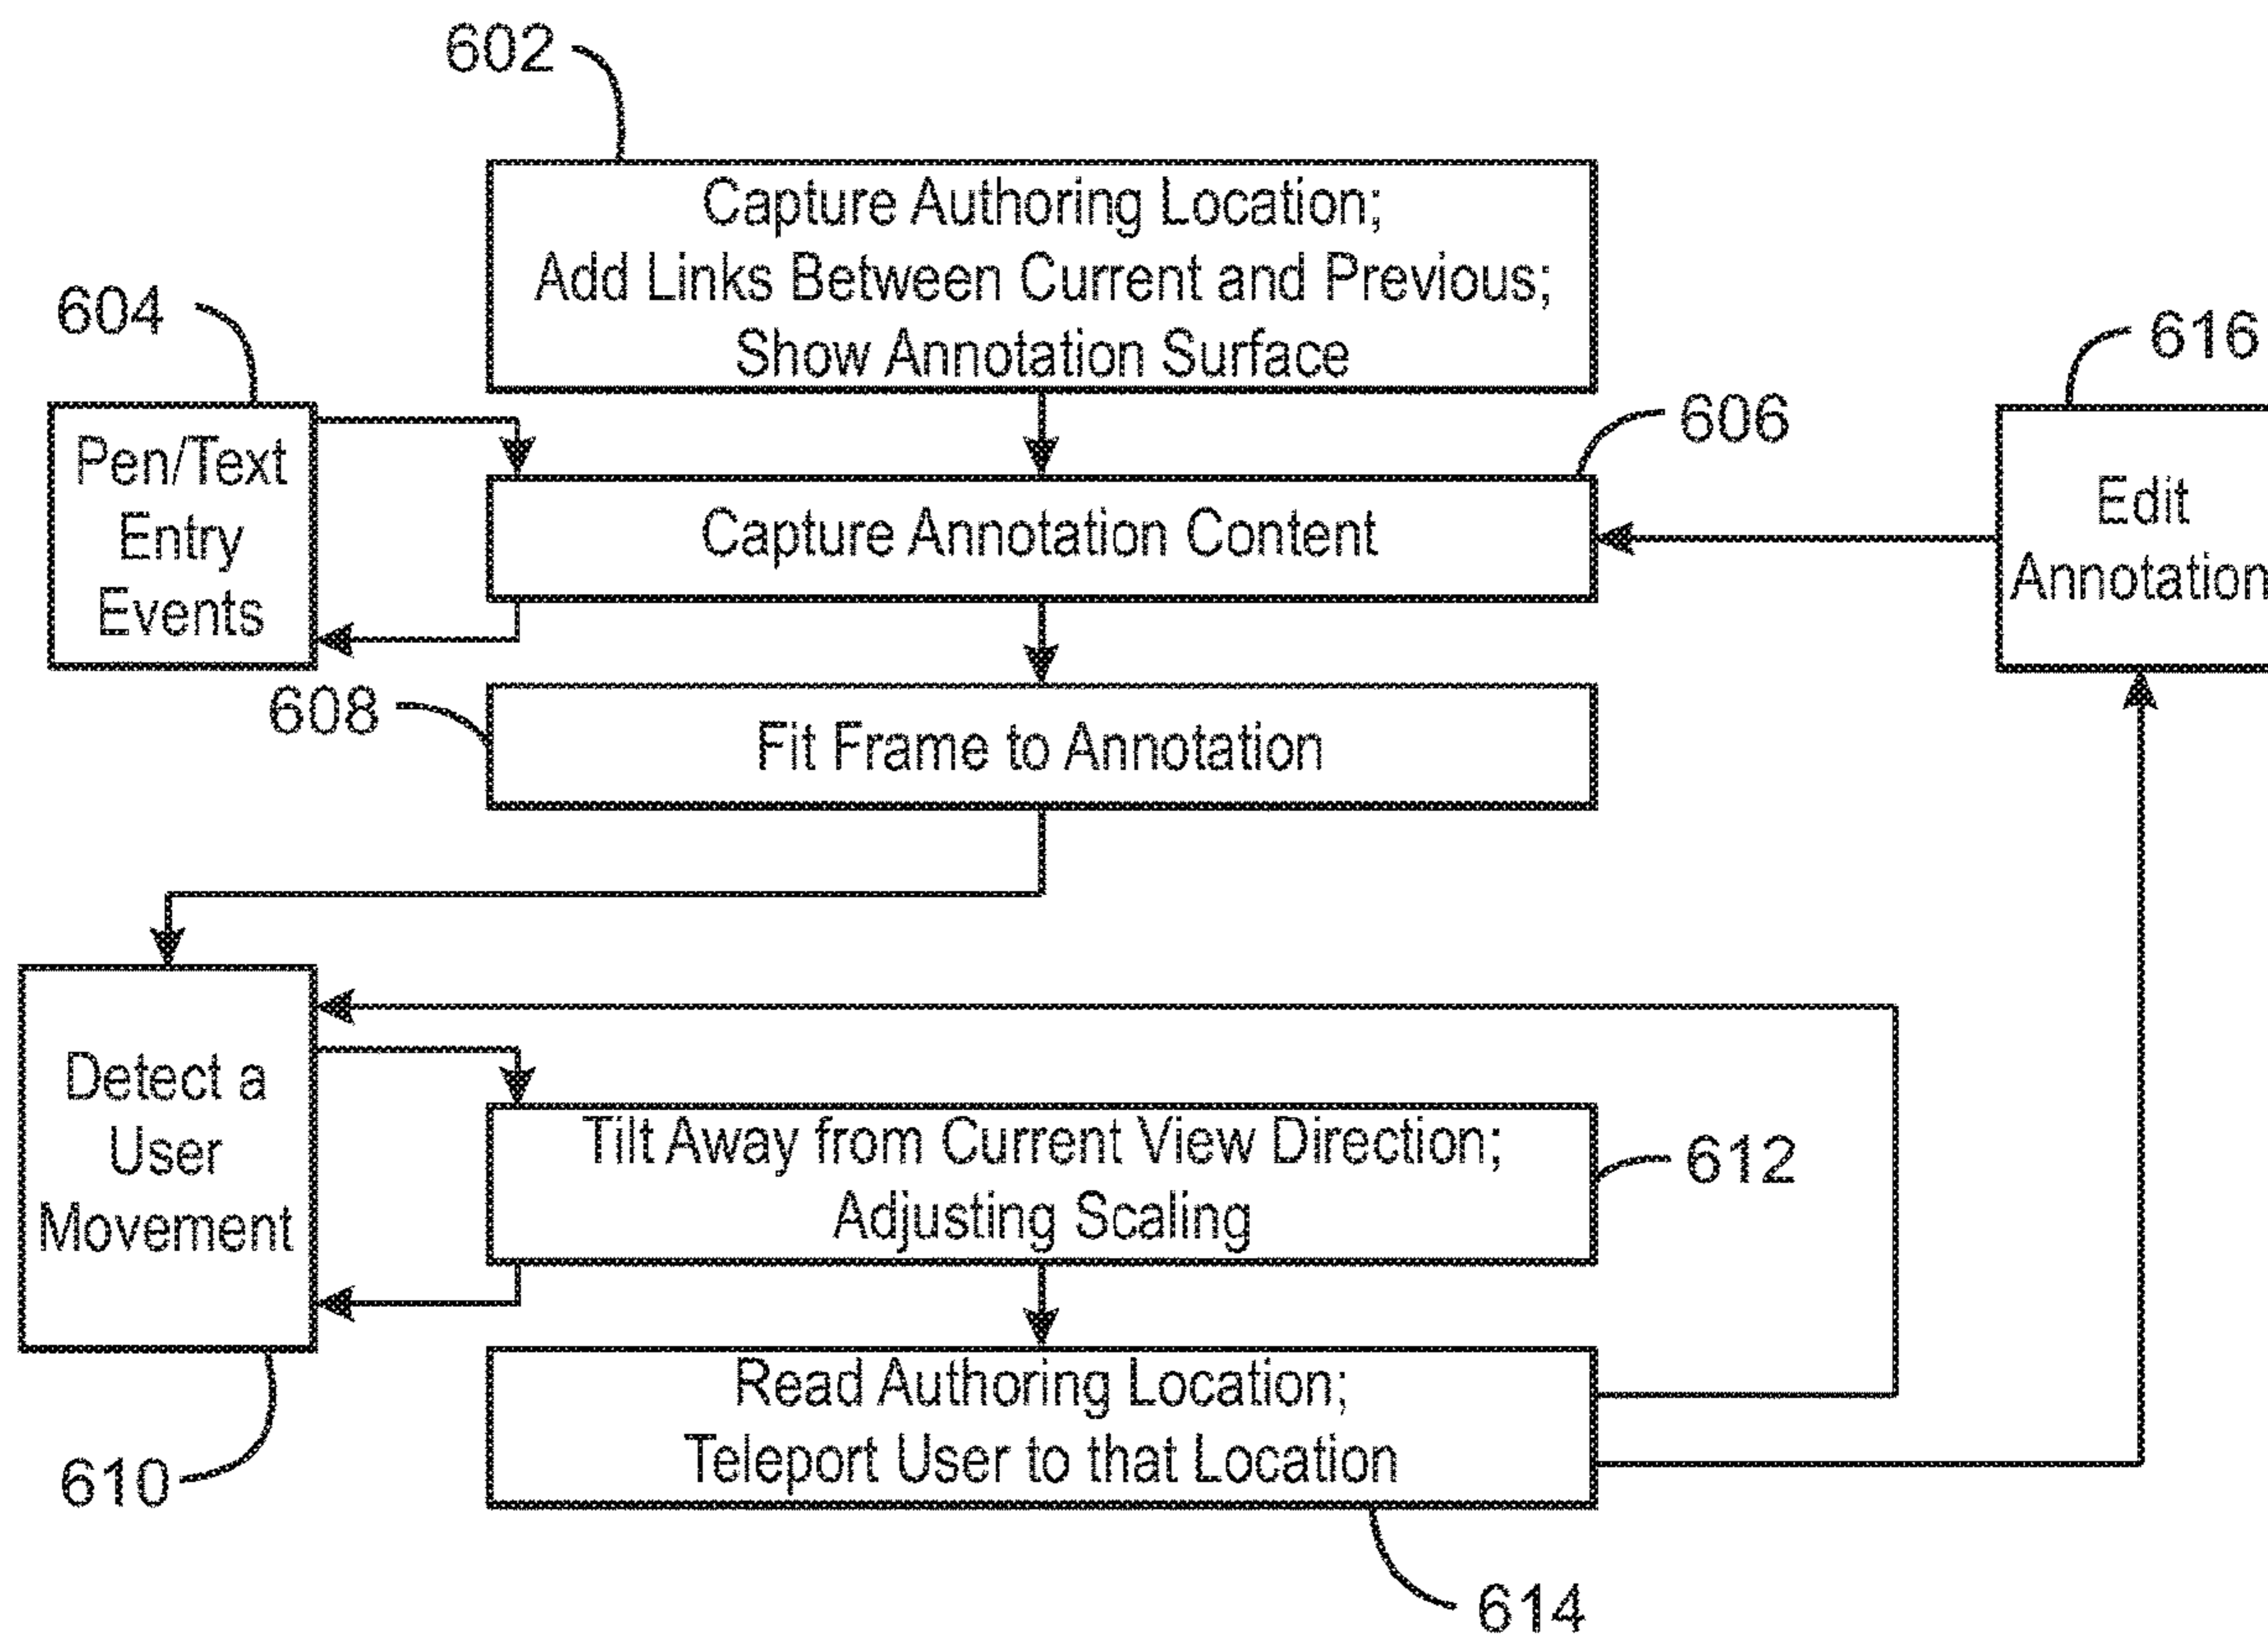 602
Capture Authoring Location;
Add Links Between Current and Previous;
Show Annotation Surface
604
Pen/Text
Entry
Events
606
Capture Annotation Content
616
Edit
Annotation
608
Fit Frame to Annotation
Detect a
User
Movement
610
Tilt Away from Current View Direction;
Adjusting Scaling
612
Read Authoring Location;
Teleport User to that Location
614